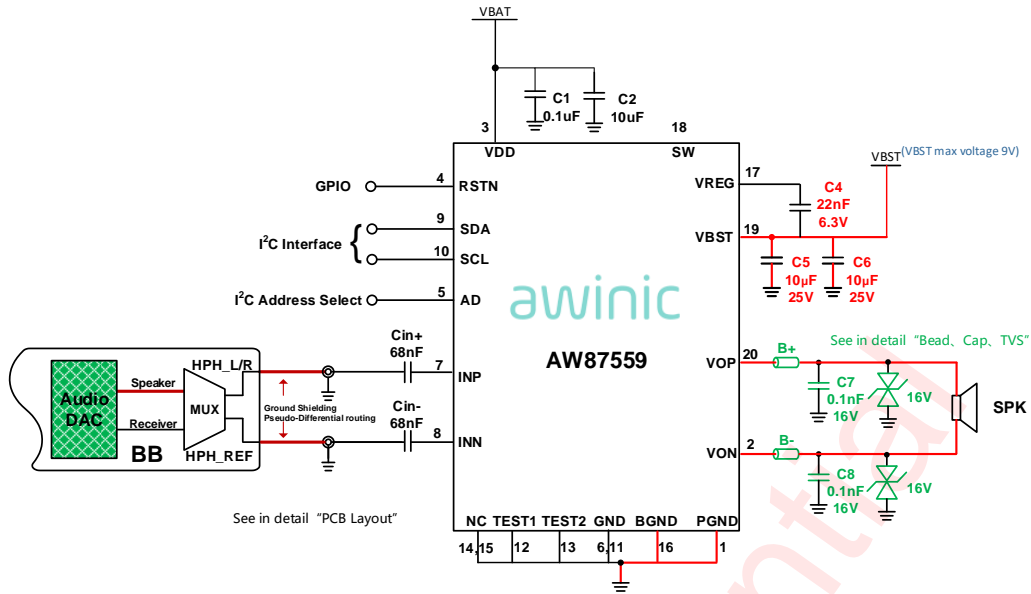 VBAT
C1
0.1uF
C2
10uF
3
18
VDD
SW
VBST
(VBST max voltage 9V)
GPIO
4
RSTN
VREG
17
C4
22nF
6.3V
I²C Interface
{
9
SDA
10
SCL
VBST
19
C5
10μF
25V
C6
10μF
25V
I²C Address Select
5
AD
awinic
AW87559
See in detail “Bead、Cap、TVS”
Cin+
68nF
7
INP
VOP
20
B+
C7
0.1nF
16V
16V
SPK
HPH_L/R
Speaker
Audio
DAC
MUX
Receiver
BB
HPH_REF
Ground Shielding
Pseudo-Differential routing
Cin-
68nF
8
INN
VON
2
B-
C8
0.1nF
16V
16V
See in detail “PCB Layout”
NC TEST1 TEST2 GND BGND PGND
14,15 12 13 6,11 16 1
ntial